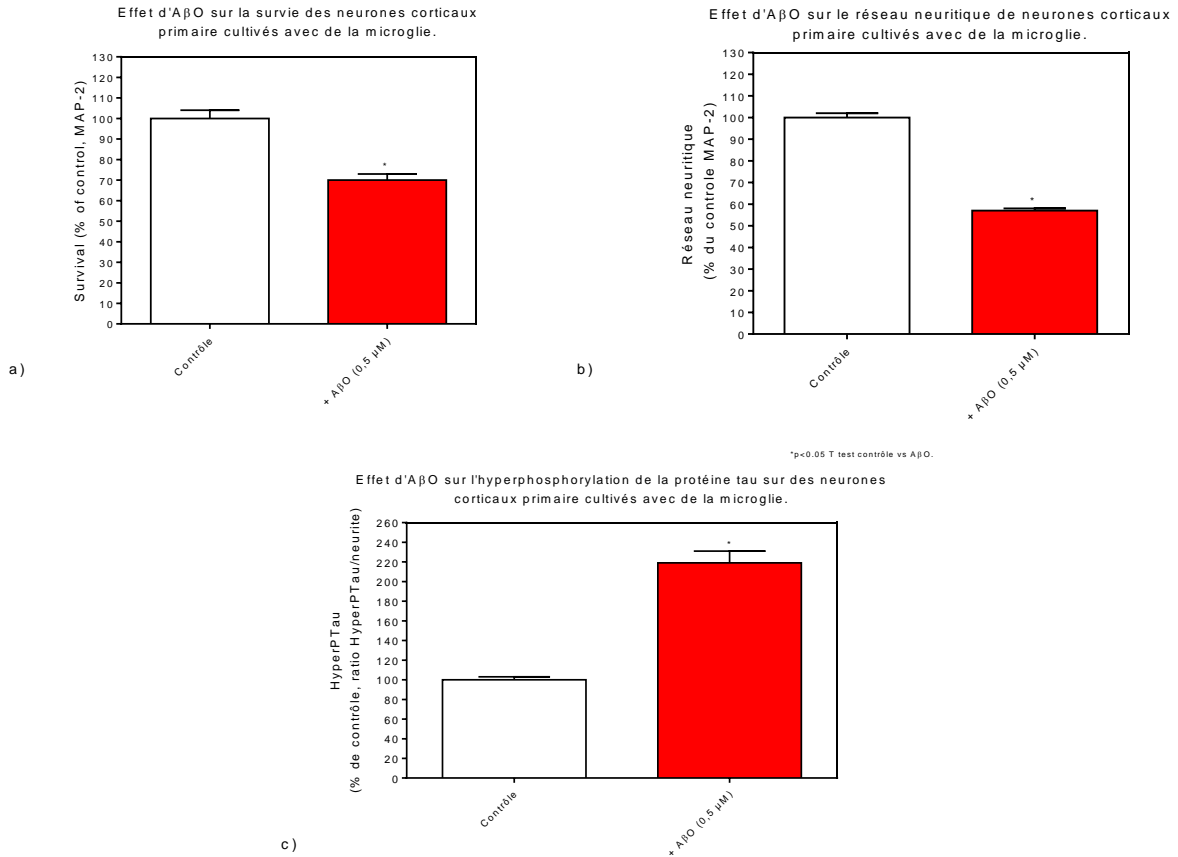 Effet d'AβO sur la survie des neurones corticaux
primaire cultivés avec de la microglie.
Survival (% of control, MAP-2)
130
120
110
100
90
80
70
60
50
40
30
20
10
0
*
Contrôle
+ AβO (0,5 µM)
a)
Effet d'AβO sur le réseau neuritique de neurones corticaux
primaire cultivés avec de la microglie.
Réseau neuritique
(% du controle MAP-2)
130
120
110
100
90
80
70
60
50
40
30
20
10
0
*
Contrôle
+ AβO (0,5 µM)
b)
*p<0.05 T test contrôle vs AβO.
Effet d'AβO sur l'hyperphosphorylation de la protéine tau sur des neurones
corticaux primaire cultivés avec de la microglie.
HyperPTau
(% de contrôle, ratio HyperPTau/neurite)
260
240
220
200
180
160
140
120
100
80
60
40
20
0
*
Contrôle
+ AβO (0,5 µM)
c)